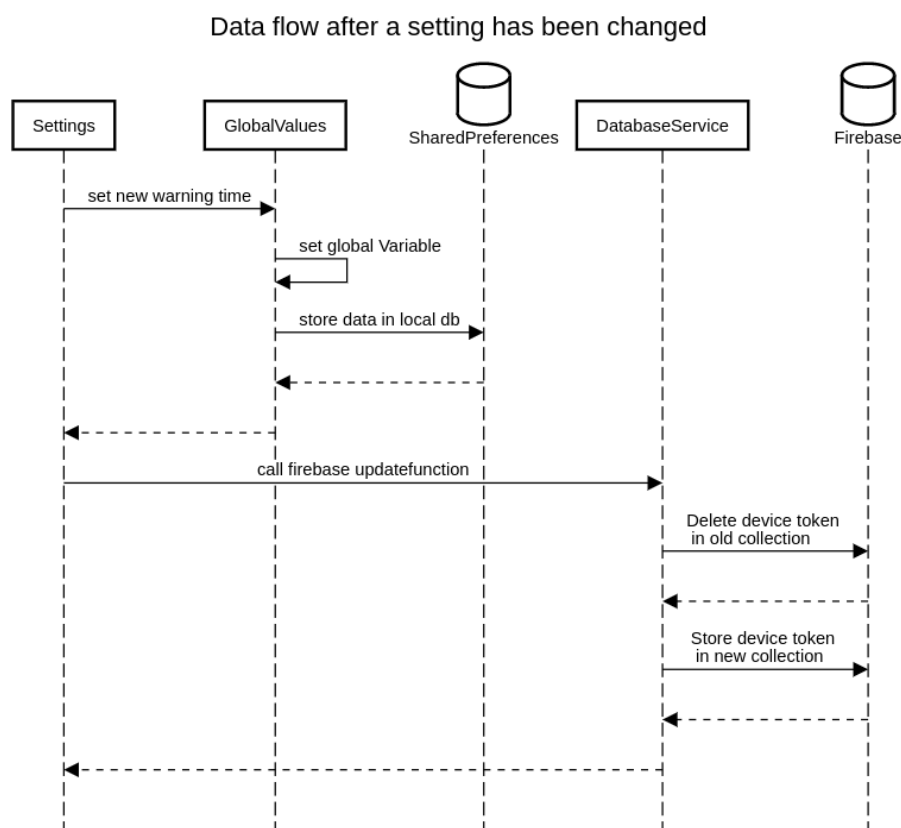 Data flow after a setting has been changed
Settings
GlobalValues
SharedPreferences
DatabaseService
Firebase
set new warning time
set global Variable
store data in local db
call firebase updatefunction
Delete device token
in old collection
Store device token
in new collection